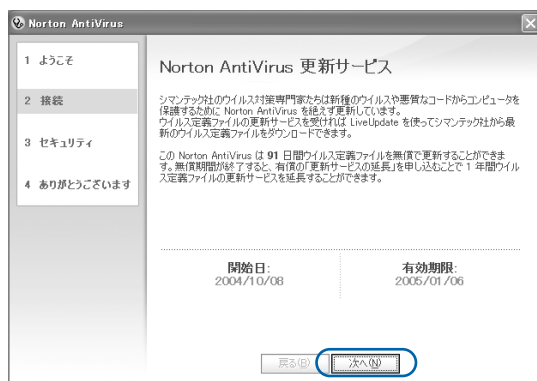 Norton AntiVirus
1 ようこそ
2 接続
3 セキュリティ
4 ありがとうございます
Norton AntiVirus 更新サービス
シマンテック社のウイルス対策専門家たちは新種のウイルスや悪質なコードからコンピュータを
保護するために Norton AntiVirus を絶えず更新しています。
ウイルス定義ファイルの更新サービスを受ければ LiveUpdate を使ってシマンテック社から最
新のウイルス定義ファイルをダウンロードできます。
この Norton AntiVirus は 91 日間ウイルス定義ファイルを無償で更新することができま
す。無償期間が終了すると、有償の「更新サービスの延長」を申し込むことで 1 年間ウイル
ス定義ファイルの更新サービスを延長することができます。
開始日:
2004/10/08
有効期限:
2005/01/06
戻る(B)
次へ(N)